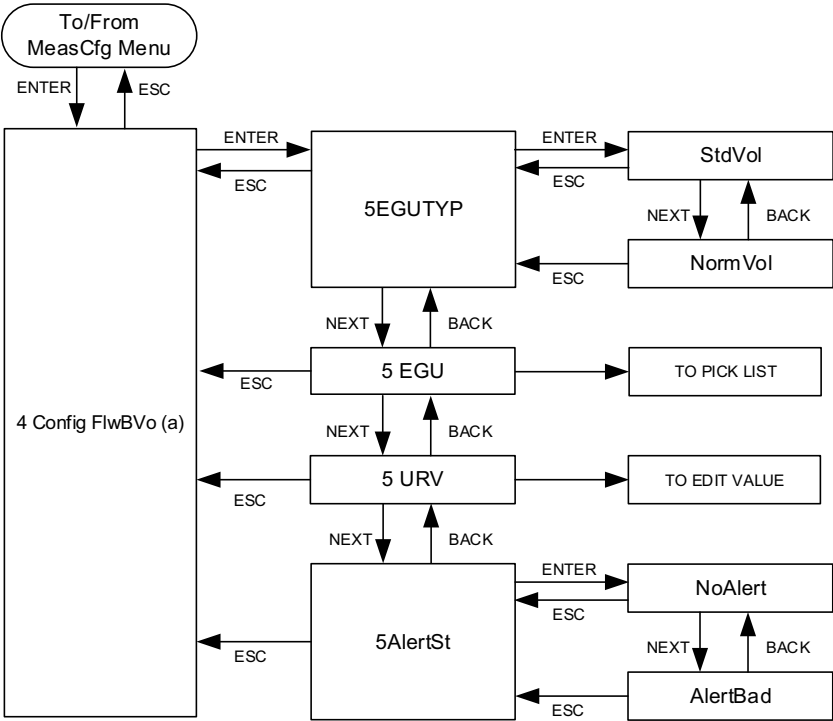 To/From
MeasCfg Menu
ENTER
ESC
4 Config FlwBVo (a)
ENTER
ESC
5EGUTYP
ENTER
ESC
StdVol
NEXT
BACK
ESC
NormVol
NEXT
BACK
ESC
5 EGU
TO PICK LIST
NEXT
BACK
ESC
5 URV
TO EDIT VALUE
NEXT
BACK
ESC
5AlertSt
ENTER
ESC
NoAlert
NEXT
BACK
ESC
AlertBad